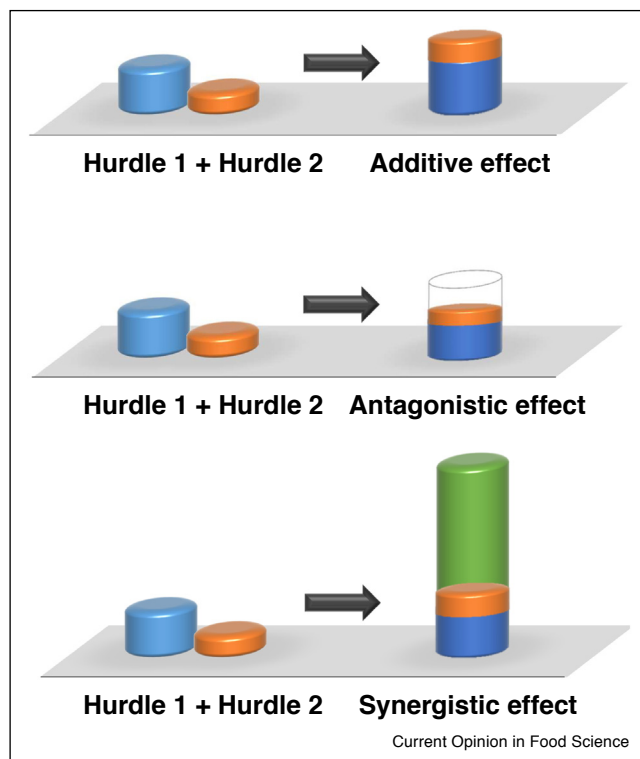 Hurdle 1 + Hurdle 2 Additive effect
Hurdle 1 + Hurdle 2 Antagonistic effect
Hurdle 1 + Hurdle 2 Synergistic effect
Current Opinion in Food Science